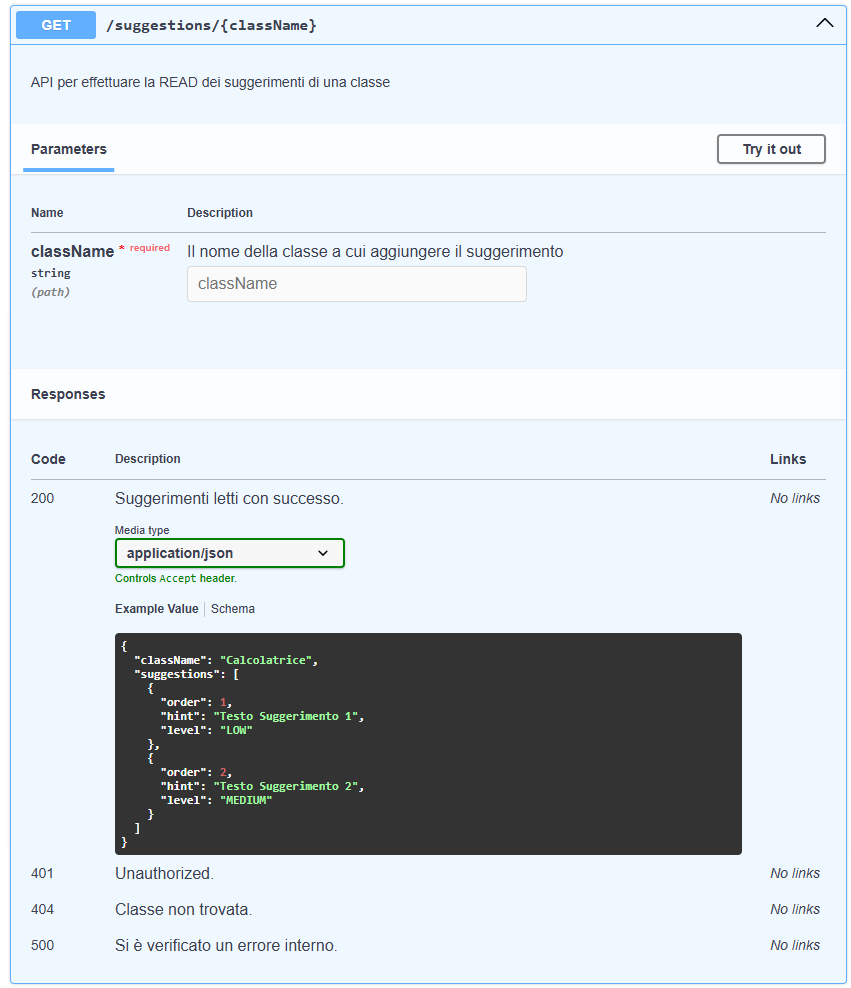 GET /suggestions/{className}
API per effettuare la READ dei suggerimenti di una classe
Parameters Try it out
Name Description
className * required Il nome della classe a cui aggiungere il suggerimento
string className
(path)
Responses
Code Description Links
200 Suggerimenti letti con successo. No links
Media type
application/json
Controls Accept header.
Example Value Schema
{
"className": "Calcolatrice",
"suggestions": [
{
"order": 1,
"hint": "Testo Suggerimento 1",
"level": "LOW"
},
{
"order": 2,
"hint": "Testo Suggerimento 2",
"level": "MEDIUM"
}
]
}
401 Unauthorized. No links
404 Classe non trovata. No links
500 Si è verificato un errore interno. No links